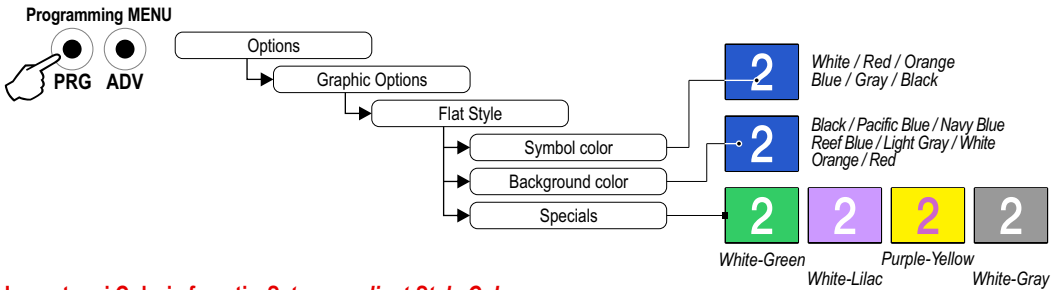 Programming MENU
PRG ADV
Options
Graphic Options
Flat Style
Symbol color
Background color
Specials
2
White / Red / Orange
Blue / Gray / Black
2
Black / Pacific Blue / Navy Blue
Reef Blue / Light Gray / White
Orange / Red
2 2 2 2
White-Green
White-Lilac
Purple-Yellow
White-Gray